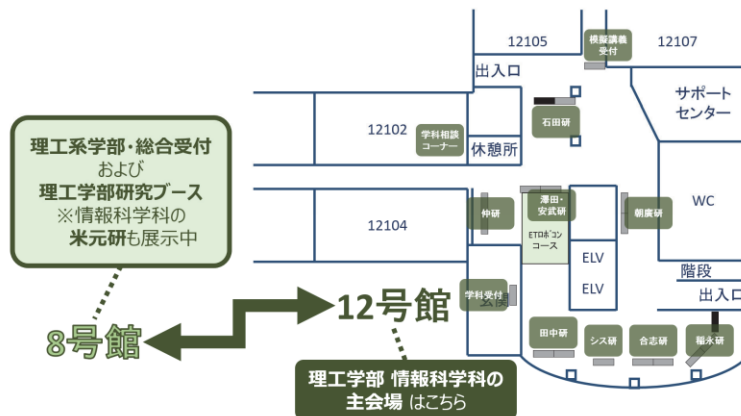 12105
模擬講義
受付
12107
出入口
サポート
センター
石田研
12102
学科相談
コーナー
休憩所
理工系学部・総合受付
および
理工学部研究ブース
※情報科学科の
米元研も展示中
12104
仲研
澤田・
安武研
朝廣研
WC
ETロボコン
コース
ELV
ELV
階段
出入口
学科受付
玄関
12号館
8号館
田中研
シス研
合志研
稲永研
理工学部 情報科学科の
主会場 はこちら